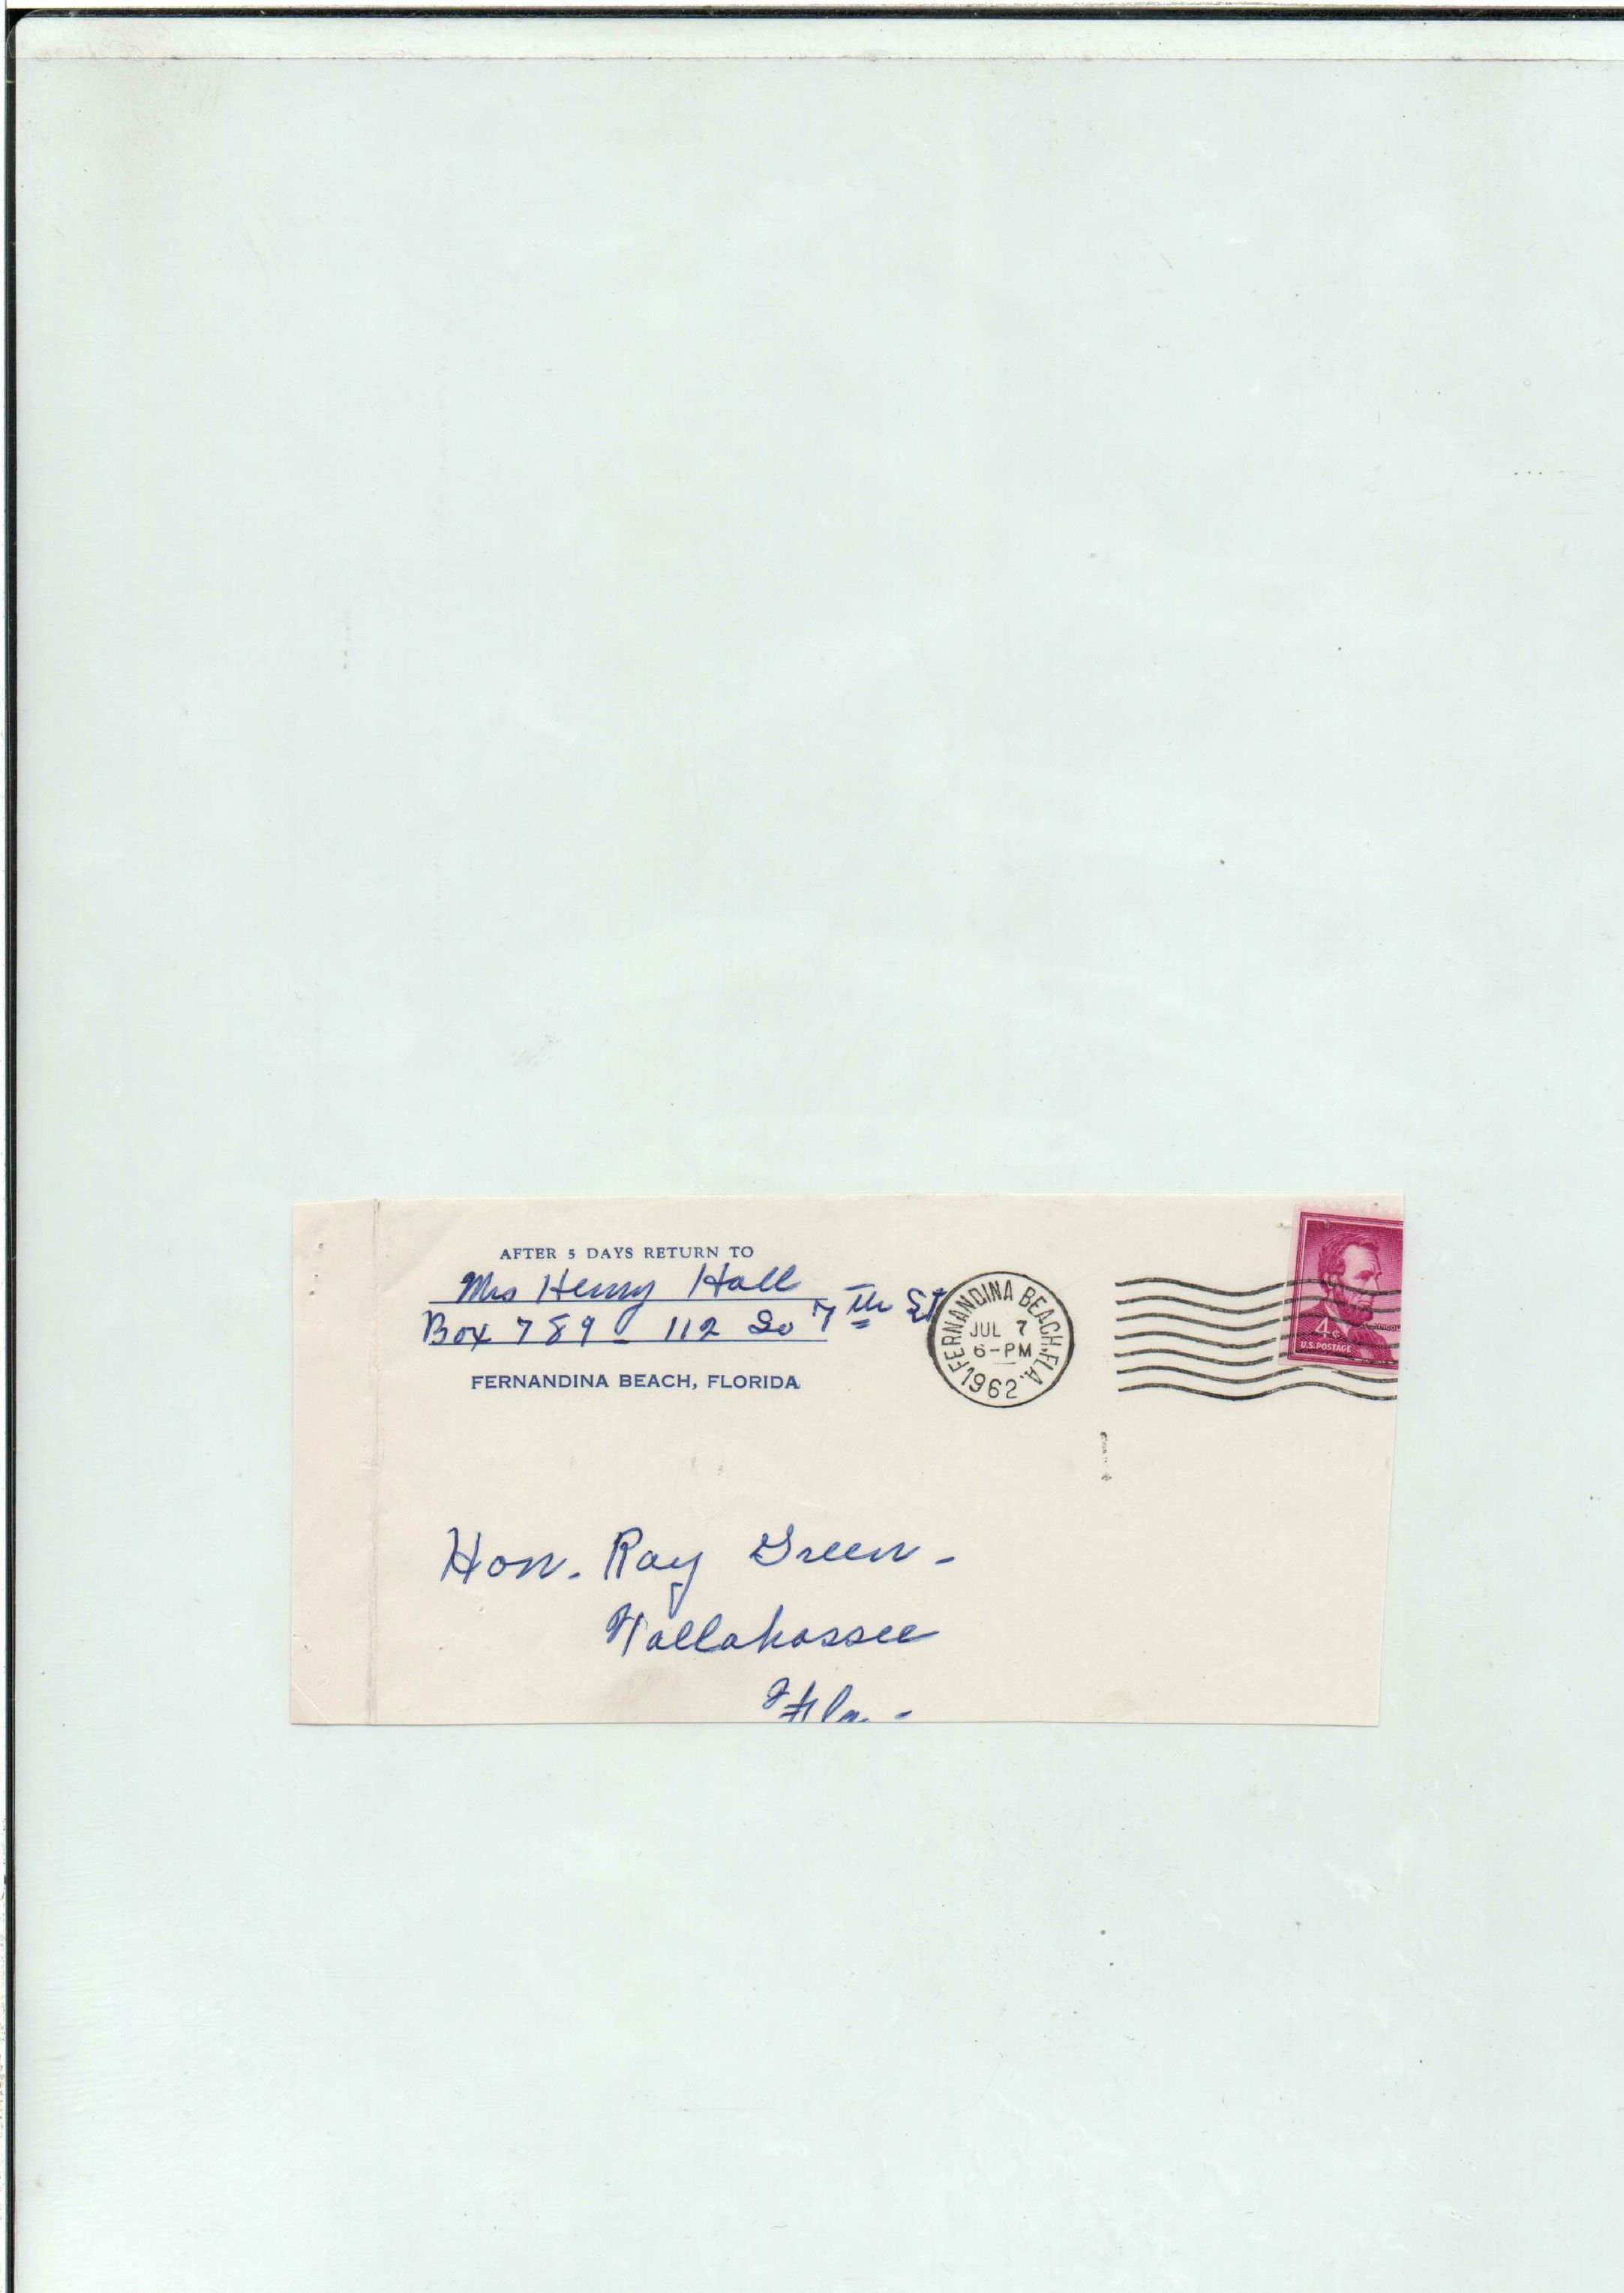 AFTER 5 DAYS RETURN TO
Mrs Henry Hall
Box 789 - 112 So 7th St
FERNANDINA BEACH, FLORIDA
FERNANDINA BEACH, FLA.
JUL 7
6-PM
1962
4¢
U.S. POSTAGE
Hon. Ray Green -
Tallahassee
Fla. -